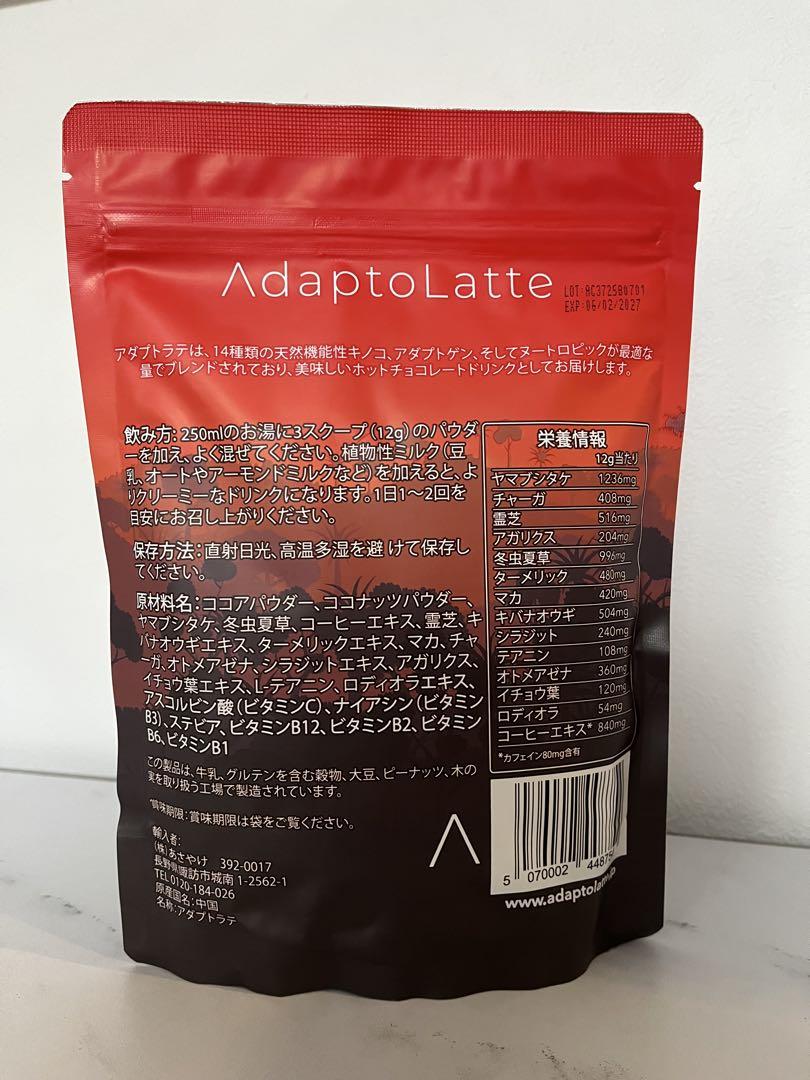 AdaptoLatte
LOT:AC3725B0701
EXP:06/02/2027
アダプトラテは、14種類の天然機能性キノコ、アダプトゲン、そしてヌートロピックが最適な
量でブレンドされており、美味しいホットチョコレートドリンクとしてお届けします。
飲み方: 250mlのお湯に3スクープ(12g)のパウダ
ーを加え、よく混ぜてください。植物性ミルク(豆
乳、オートやアーモンドミルクなど)を加えると、よ
りクリーミーなドリンクになります。1日1〜2回を
目安にお召し上がりください。
保存方法:直射日光、高温多湿を避けて保存し
てください。
原材料名:ココアパウダー、ココナッツパウダー、
ヤマブシタケ、冬虫夏草、コーヒーエキス、霊芝、キ
バナオウギエキス、ターメリックエキス、マカ、チャ
ーガ、オトメアゼナ、シラジットエキス、アガリクス、
イチョウ葉エキス、L-テアニン、ロディオラエキス、
アスコルビン酸(ビタミンC)、ナイアシン(ビタミン
B3)、ステビア、ビタミンB12、ビタミンB2、ビタミン
B6、ビタミンB1
この製品は、牛乳、グルテンを含む穀物、大豆、ピーナッツ、木の
実を取り扱う工場で製造されています。
*賞味期限:賞味期限は袋をご覧ください。
輸入者:
(株)あさやけ 392-0017
長野県諏訪市城南 1-2562-1
TEL 0120-184-026
原産国名:中国
名称:アダプトラテ
栄養情報
12g当たり
ヤマブシタケ 1236mg
チャーガ 408mg
霊芝 516mg
アガリクス 204mg
冬虫夏草 996mg
ターメリック 480mg
マカ 420mg
キバナオウギ 504mg
シラジット 240mg
テアニン 108mg
オトメアゼナ 360mg
イチョウ葉 120mg
ロディオラ 54mg
コーヒーエキス* 840mg
*カフェイン80mg含有
5 070002